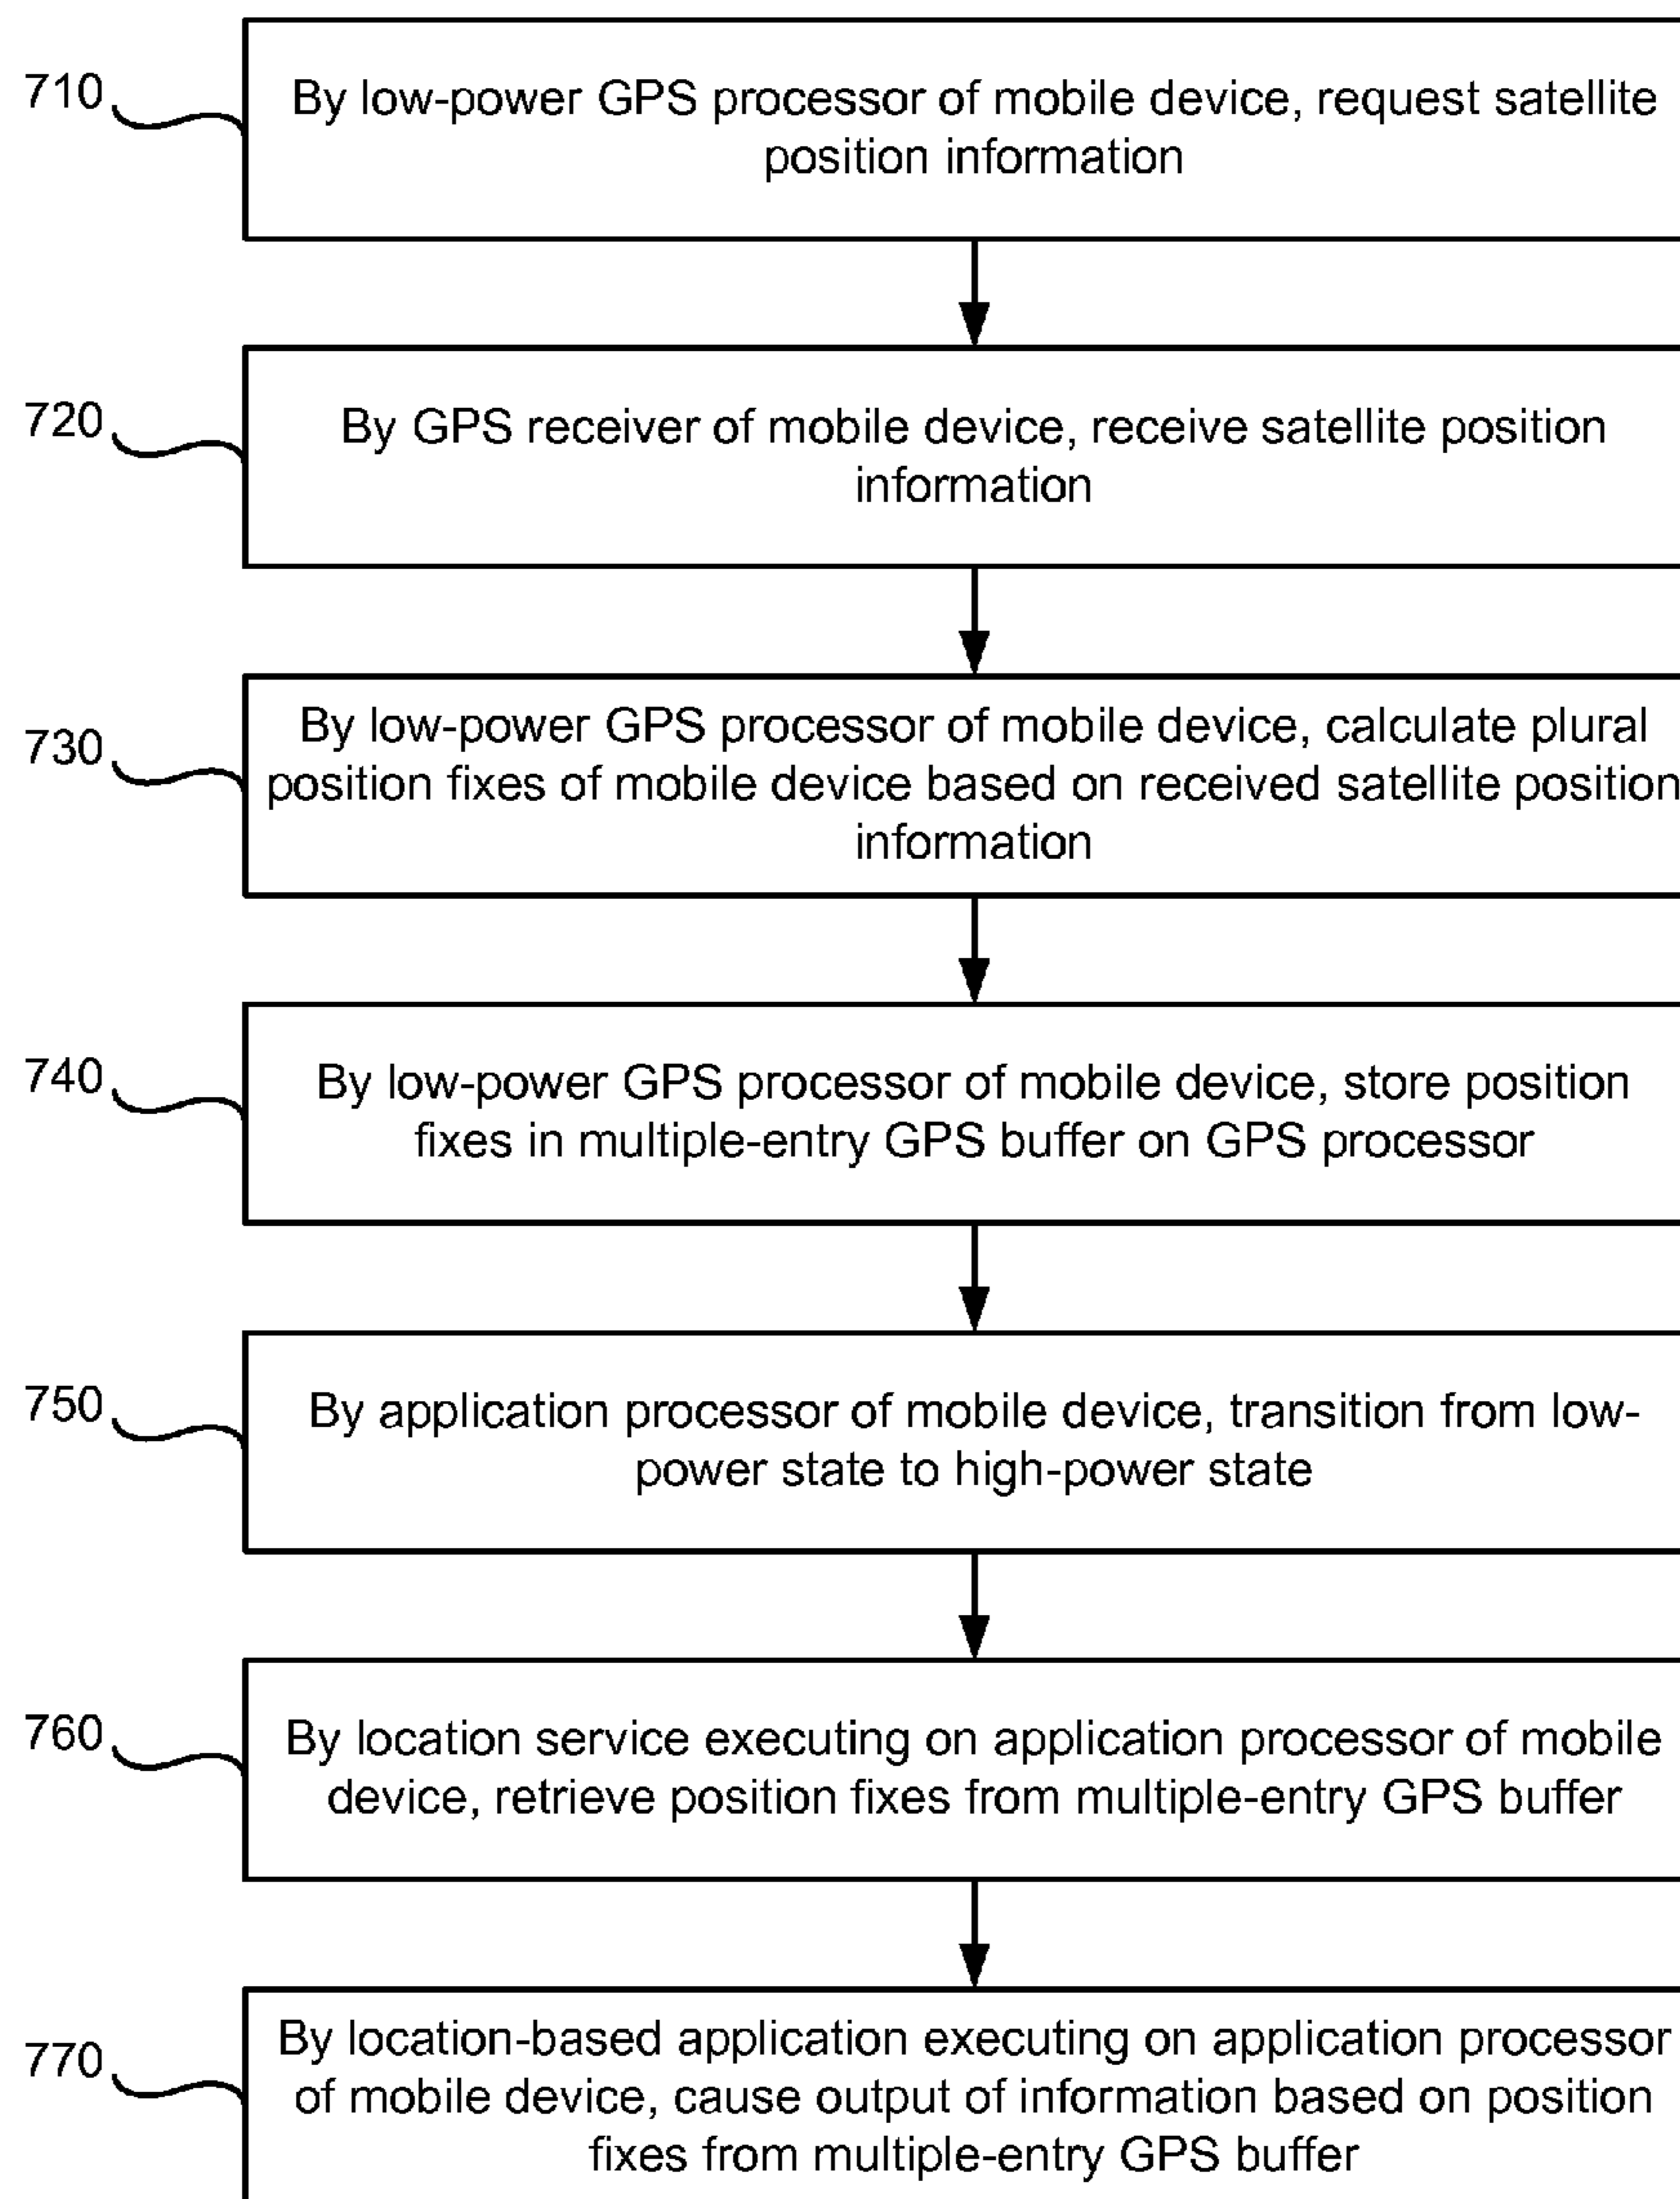 710
By low-power GPS processor of mobile device, request satellite
position information
720
By GPS receiver of mobile device, receive satellite position
information
730
By low-power GPS processor of mobile device, calculate plural
position fixes of mobile device based on received satellite position
information
740
By low-power GPS processor of mobile device, store position
fixes in multiple-entry GPS buffer on GPS processor
750
By application processor of mobile device, transition from low-
power state to high-power state
760
By location service executing on application processor of mobile
device, retrieve position fixes from multiple-entry GPS buffer
770
By location-based application executing on application processor
of mobile device, cause output of information based on position
fixes from multiple-entry GPS buffer